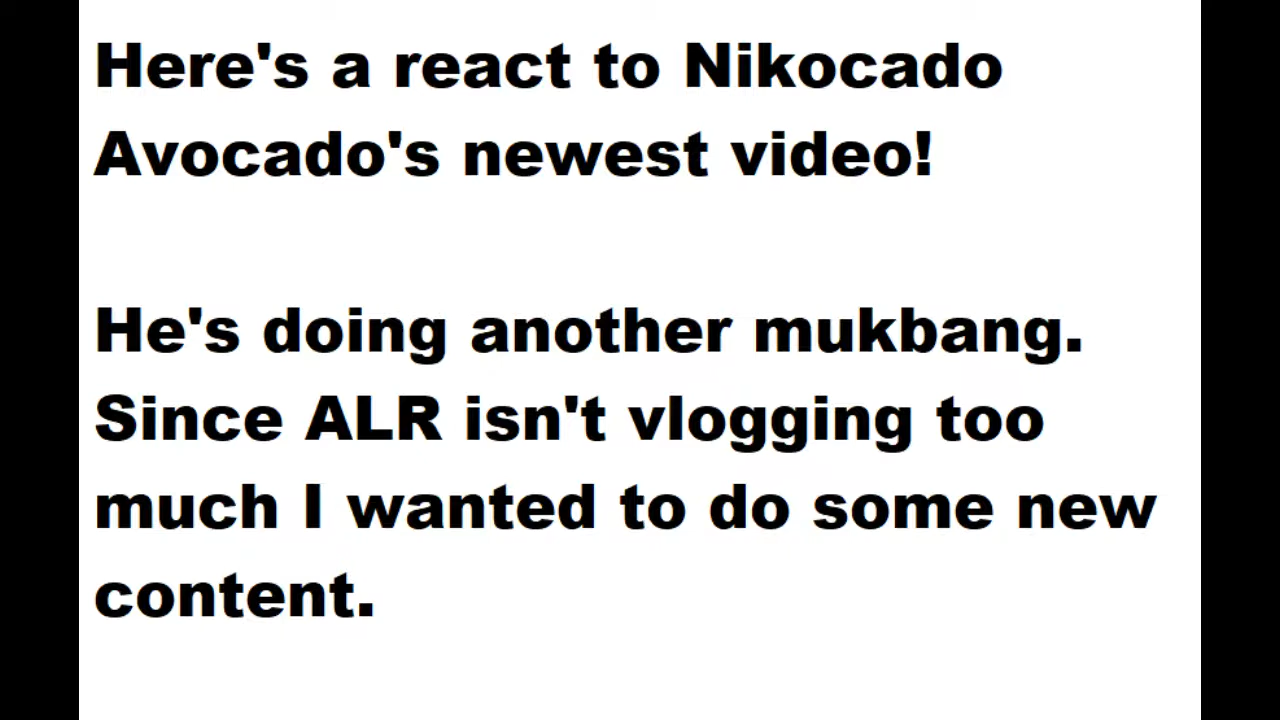 Here's a react to Nikocado
Avocado's newest video!
He's doing another mukbang.
Since ALR isn't vlogging too
much I wanted to do some new
content.